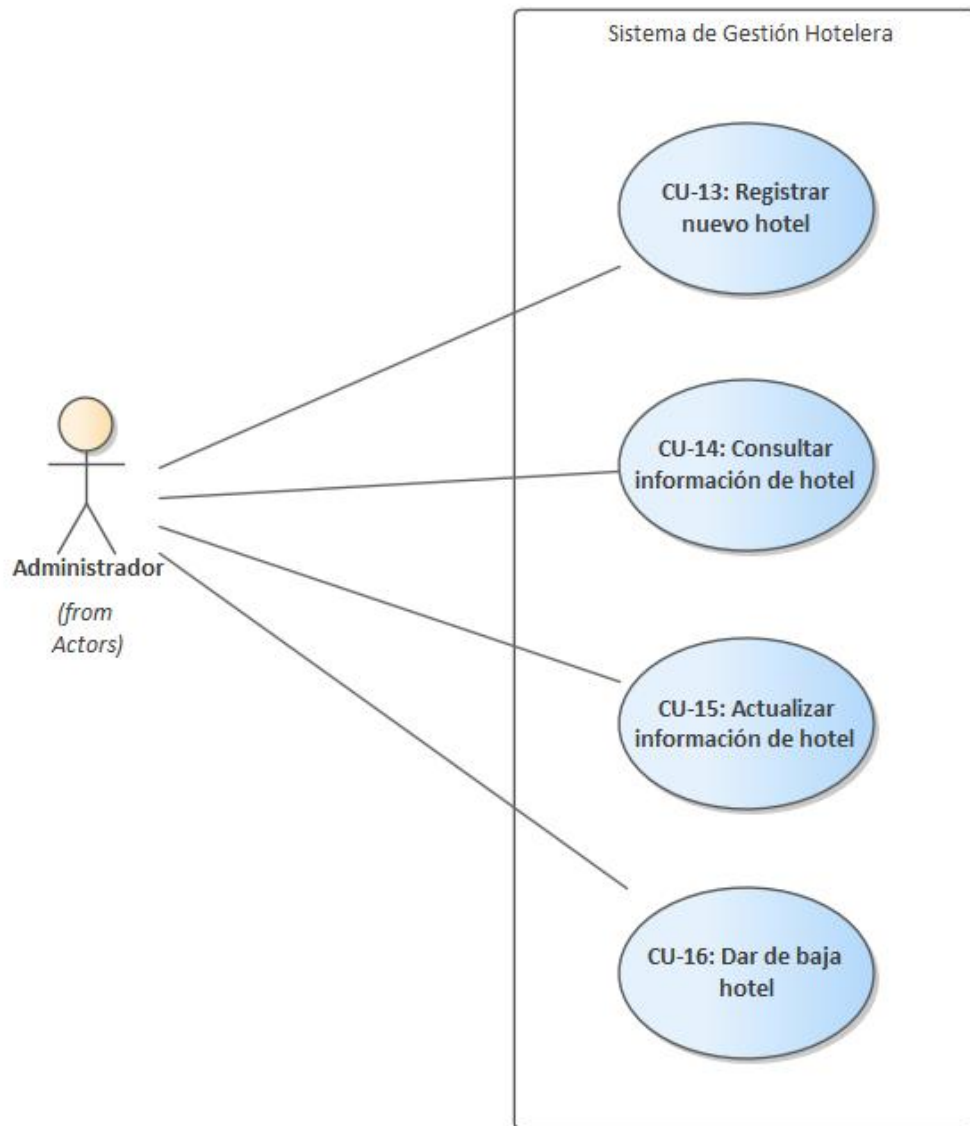 Sistema de Gestión Hotelera
CU-13: Registrar
nuevo hotel
CU-14: Consultar
información de hotel
Administrador
(from
Actors)
CU-15: Actualizar
información de hotel
CU-16: Dar de baja
hotel